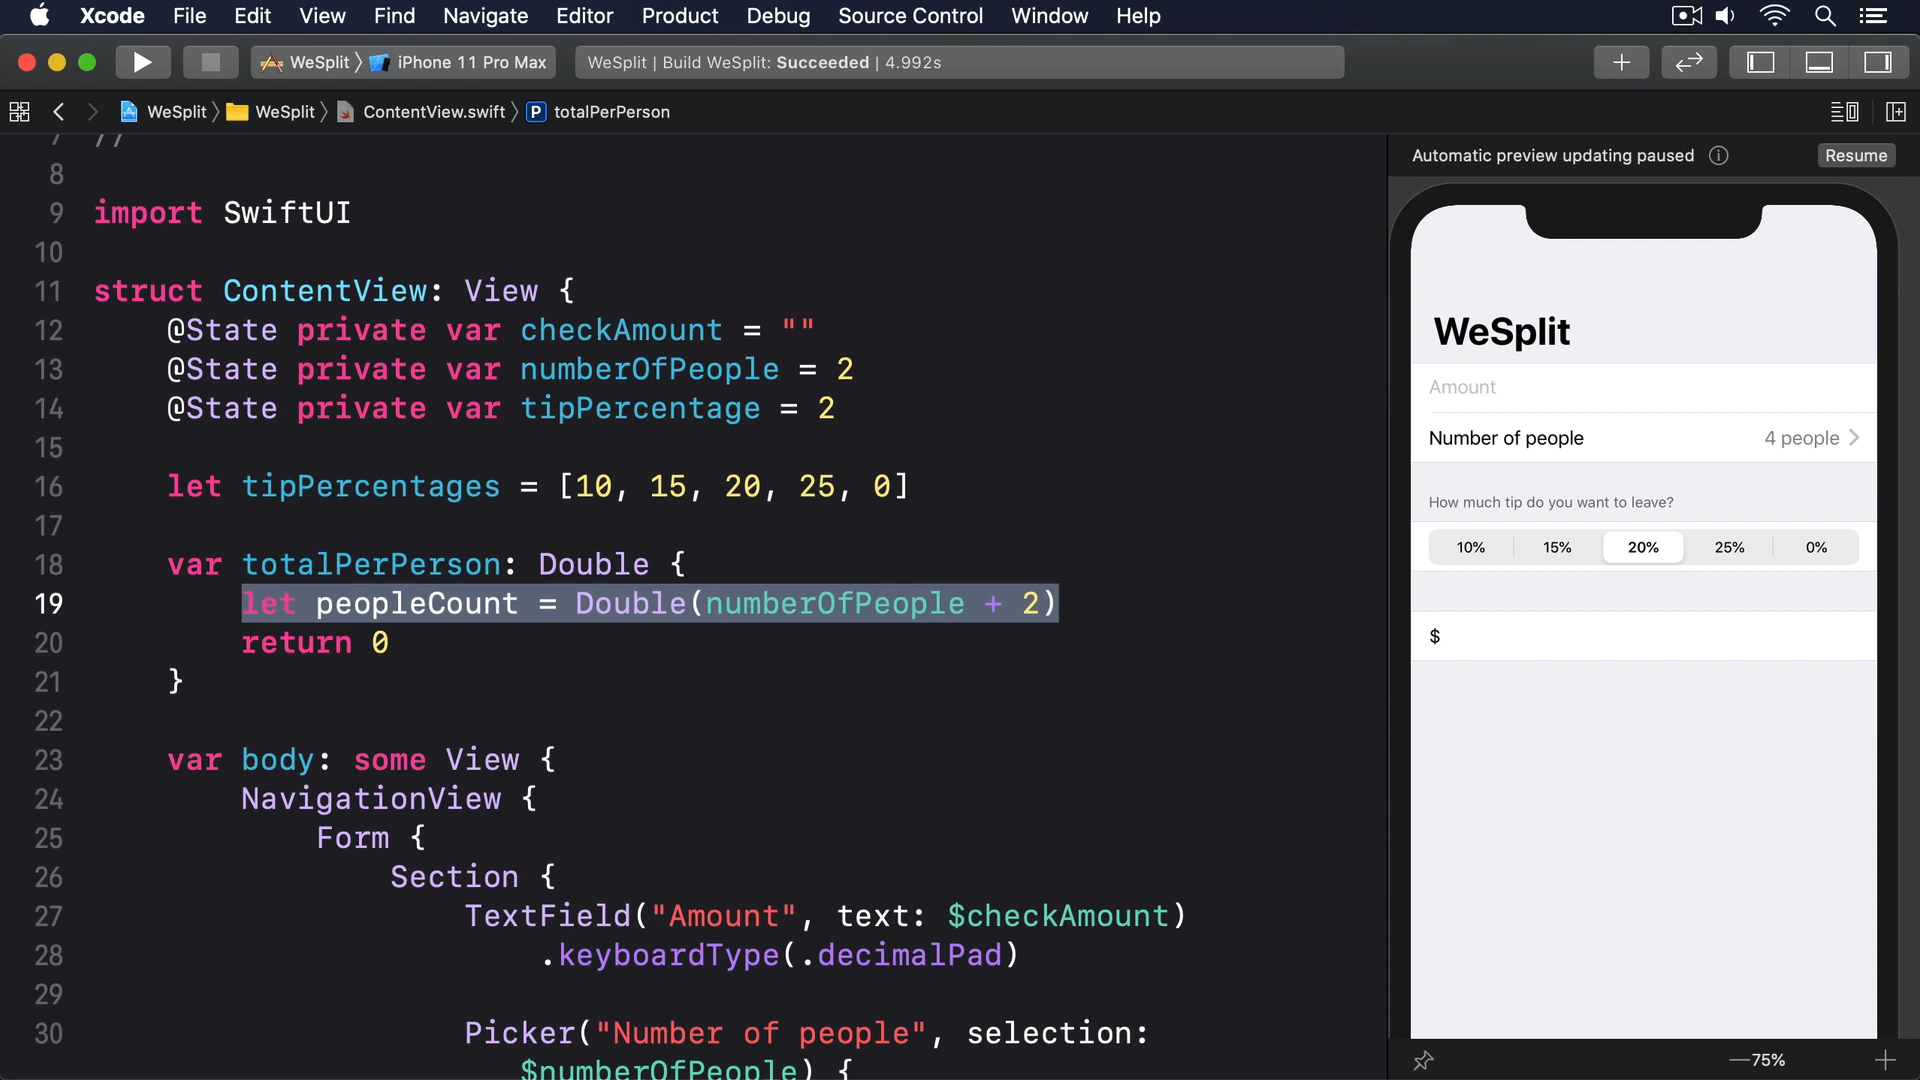 Xcode File Edit View Find Navigate Editor Product Debug Source Control Window Help
WeSplit 〉 iPhone 11 Pro Max
WeSplit | Build WeSplit: Succeeded | 4.992s
WeSplit 〉 WeSplit 〉 ContentView.swift 〉 P totalPerPerson
7 //
8
9 import SwiftUI
10
11 struct ContentView: View {
12 @State private var checkAmount = ""
13 @State private var numberOfPeople = 2
14 @State private var tipPercentage = 2
15
16 let tipPercentages = [10, 15, 20, 25, 0]
17
18 var totalPerPerson: Double {
19 let peopleCount = Double(numberOfPeople + 2)
20 return 0
21 }
22
23 var body: some View {
24 NavigationView {
25 Form {
26 Section {
27 TextField("Amount", text: $checkAmount)
28 .keyboardType(.decimalPad)
29
30 Picker("Number of people", selection:
$numberOfPeople) {
Automatic preview updating paused Resume
WeSplit
Amount
Number of people 4 people
How much tip do you want to leave?
10% 15% 20% 25% 0%
$
75%